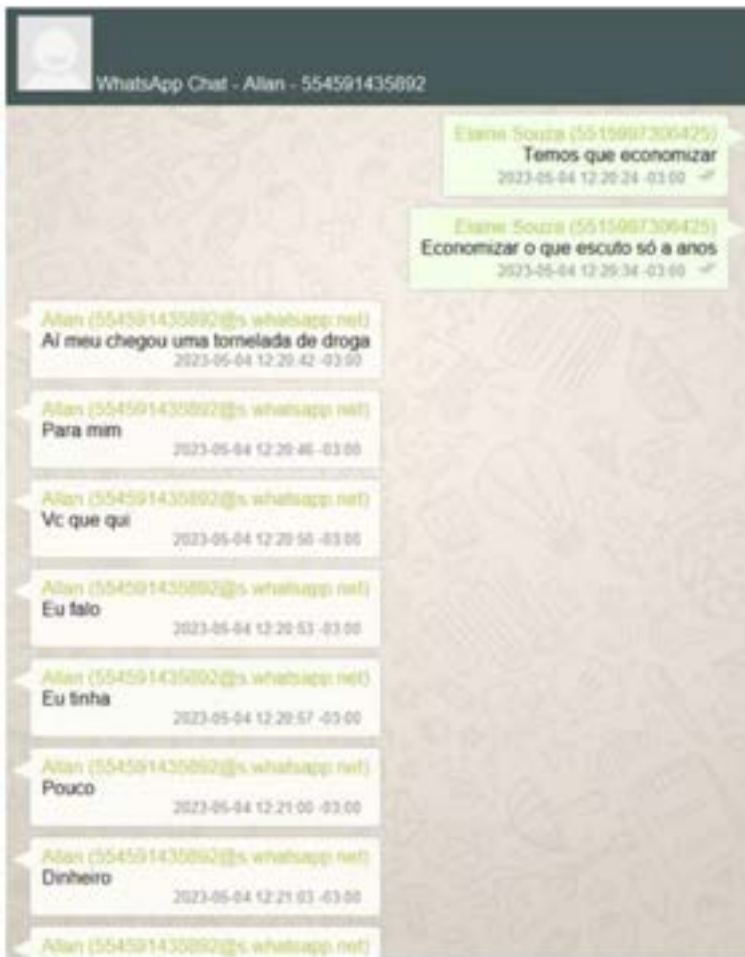 WhatsApp Chat - Allan - 554591435892
Elaine Souza (5515997306425)
Temos que economizar
2023-05-04 12:20:24 -03:00
Elaine Souza (5515997306425)
Economizar o que escuto só a anos
2023-05-04 12:20:34 -03:00
Allan (554591435892@s.whatsapp.net)
Aí meu chegou uma tornelada de droga
2023-05-04 12:20:42 -03:00
Allan (554591435892@s.whatsapp.net)
Para mim
2023-05-04 12:20:46 -03:00
Allan (554591435892@s.whatsapp.net)
Vc que qui
2023-05-04 12:20:50 -03:00
Allan (554591435892@s.whatsapp.net)
Eu falo
2023-05-04 12:20:53 -03:00
Allan (554591435892@s.whatsapp.net)
Eu tinha
2023-05-04 12:20:57 -03:00
Allan (554591435892@s.whatsapp.net)
Pouco
2023-05-04 12:21:00 -03:00
Allan (554591435892@s.whatsapp.net)
Dinheiro
2023-05-04 12:21:03 -03:00
Allan (554591435892@s.whatsapp.net)